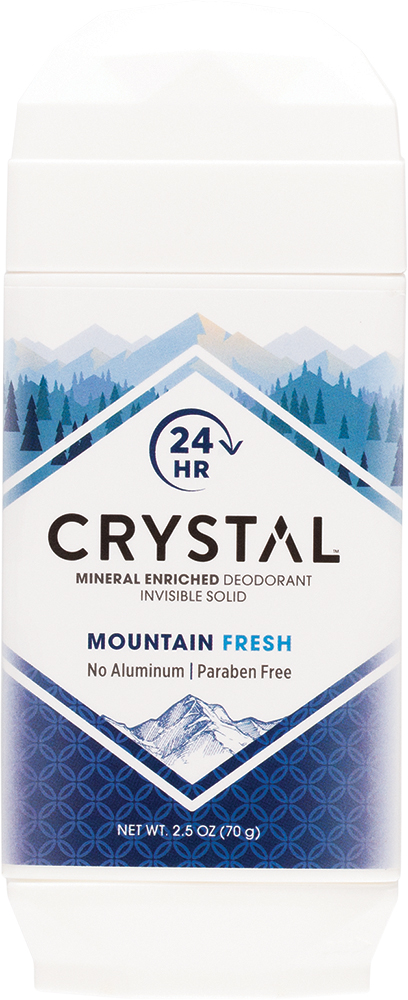 24
HR
CRYSTAL™
MINERAL ENRICHED DEODORANT
INVISIBLE SOLID
MOUNTAIN FRESH
No Aluminum | Paraben Free
NET WT. 2.5 OZ (70 g)